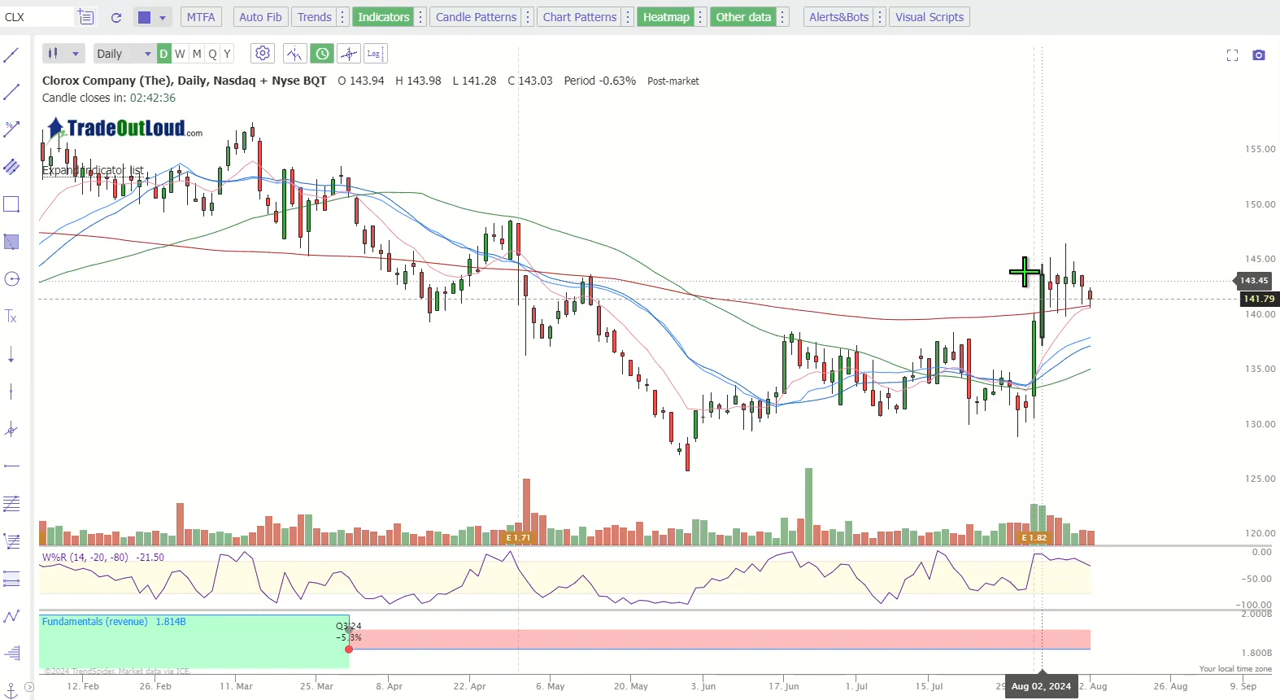 CLX MTFA Auto Fib Trends Indicators Candle Patterns Chart Patterns Heatmap Other data Alerts&Bots Visual Scripts
Daily D W M Q Y Log
Clorox Company (The), Daily, Nasdaq + Nyse BQT O 143.94 H 143.98 L 141.28 C 143.03 Period -0.63% Post-market
Candle closes in: 02:42:36
TradeOutLoud.com
Expand indicator list
155.00
150.00
145.00
143.45
141.79
140.00
135.00
130.00
125.00
120.00
E 1.71
E 1.82
W%R (14, -20, -80) -21.50
0.00
-50.00
-100.00
Fundamentals (revenue) 1.814B
Q3 24
-5.3%
2.000B
1.800B
©2024 TrendSpider. Market data via ICE.
Your local time zone
12. Feb 26. Feb 11. Mar 25. Mar 8. Apr 22. Apr 6. May 20. May 3. Jun 17. Jun 1. Jul 15. Jul 29 Aug 02, 2024 2. Aug 26. Aug 9. Sep
Tx